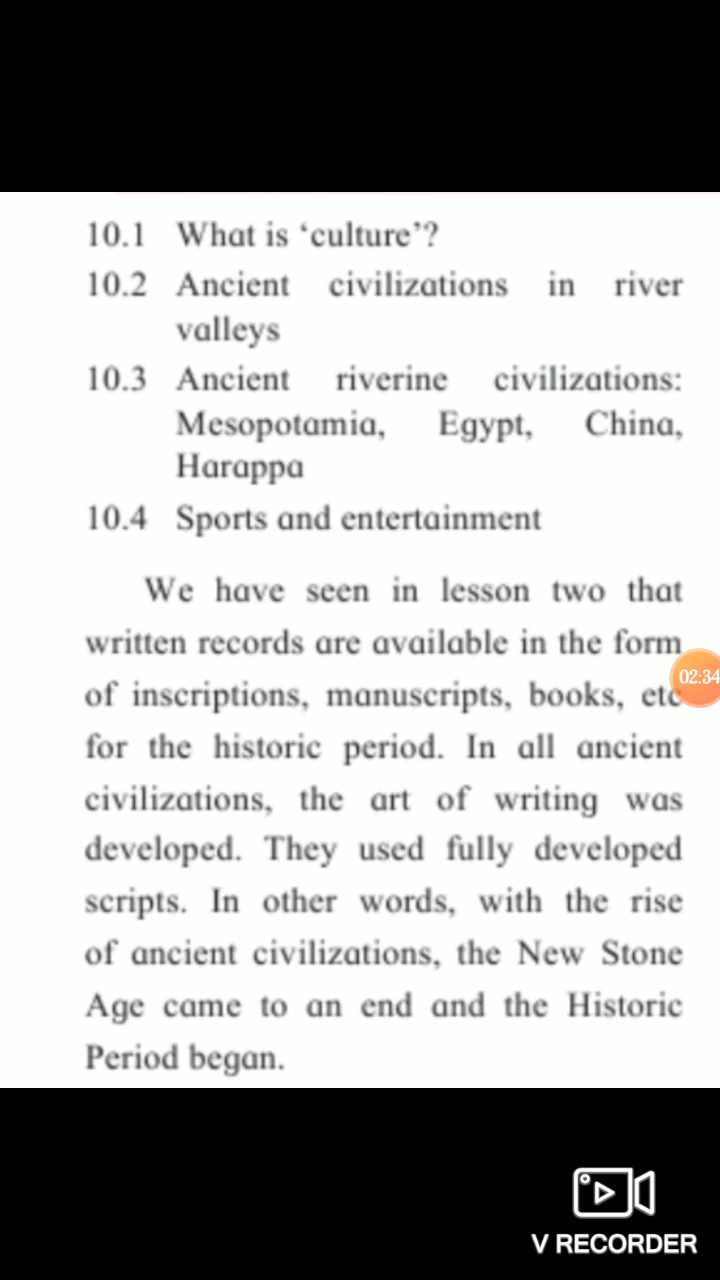 10.1 What is ‘culture’?
10.2 Ancient civilizations in river
valleys
10.3 Ancient riverine civilizations:
Mesopotamia, Egypt, China,
Harappa
10.4 Sports and entertainment
We have seen in lesson two that
written records are available in the form
of inscriptions, manuscripts, books, etc
for the historic period. In all ancient
civilizations, the art of writing was
developed. They used fully developed
scripts. In other words, with the rise
of ancient civilizations, the New Stone
Age came to an end and the Historic
Period began.
02:34
V RECORDER